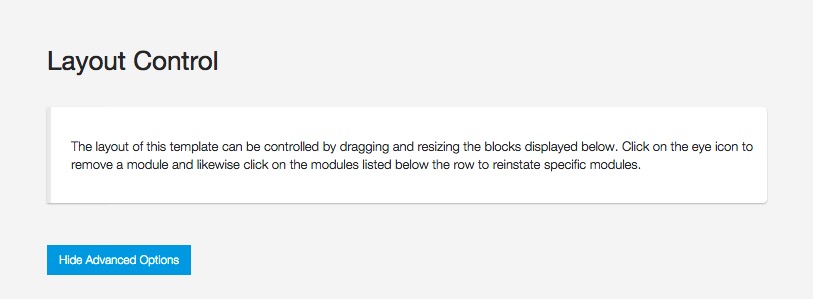 Layout Control
The layout of this template can be controlled by dragging and resizing the blocks displayed below. Click on the eye icon to
remove a module and likewise click on the modules listed below the row to reinstate specific modules.
Hide Advanced Options